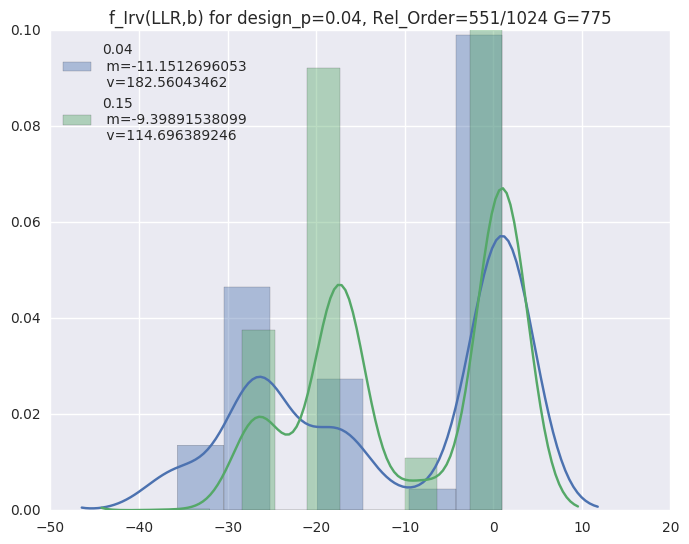 f_Irv(LLR,b) for design_p=0.04, Rel_Order=551/1024 G=775
0.04
m=-11.1512696053
v=182.56043462
0.15
m=-9.39891538099
v=114.696389246
0.10
0.08
0.06
0.04
0.02
0.00
−50 −40 −30 −20 −10 0 10 20